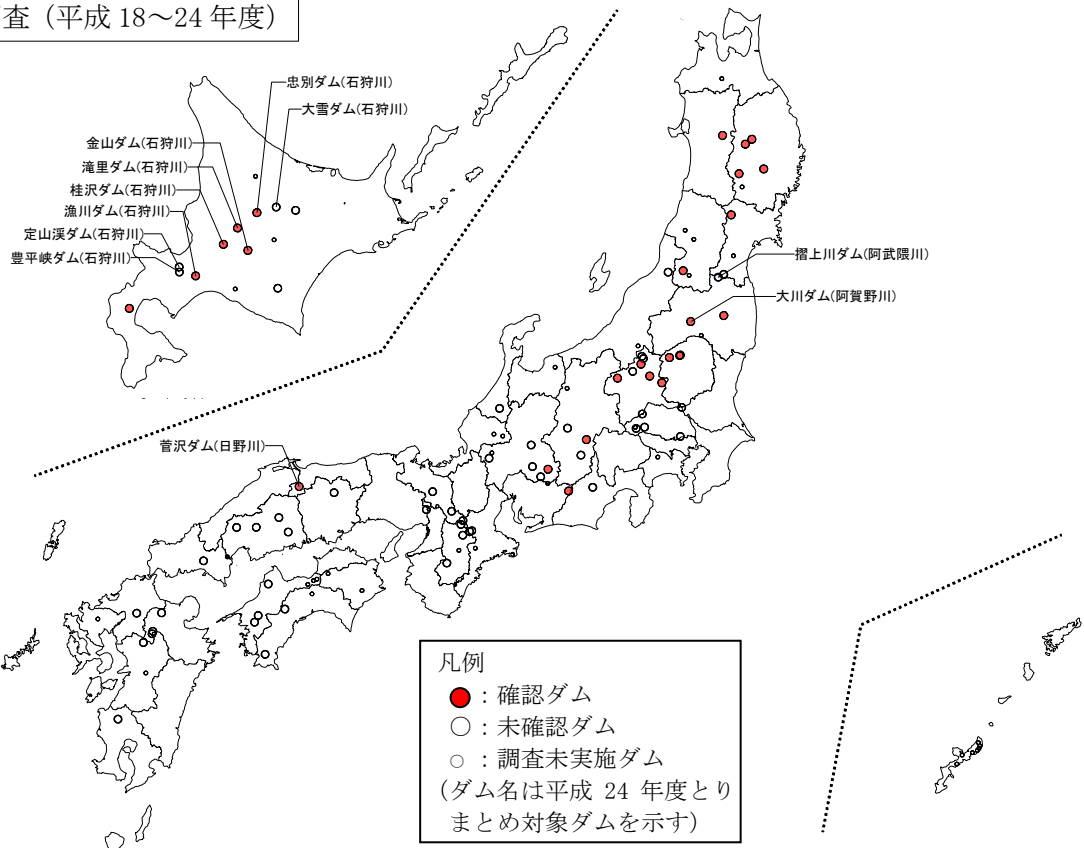 査（平成 18～24 年度）
忠別ダム(石狩川)
大雪ダム(石狩川)
金山ダム(石狩川)
滝里ダム(石狩川)
桂沢ダム(石狩川)
漁川ダム(石狩川)
定山渓ダム(石狩川)
豊平峡ダム(石狩川)
摺上川ダム(阿武隈川)
大川ダム(阿賀野川)
菅沢ダム(日野川)
凡例
●：確認ダム
○：未確認ダム
○：調査未実施ダム
(ダム名は平成 24 年度とり
まとめ対象ダムを示す)